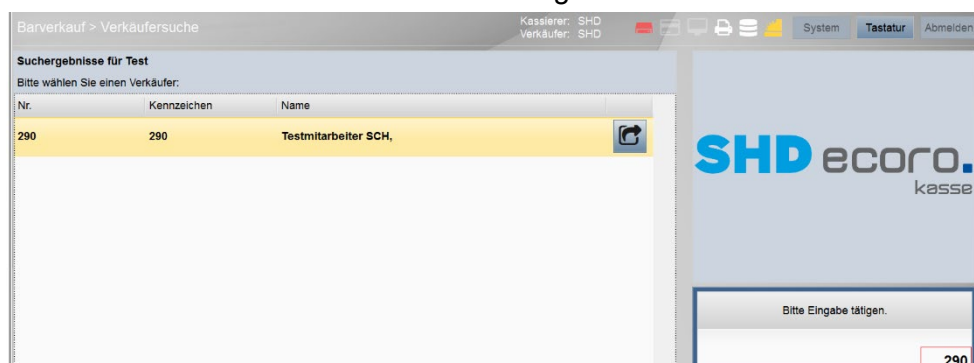 Barverkauf > Verkäufersuche
Kassierer: SHD
Verkäufer: SHD
System
Tastatur
Abmelden
Suchergebnisse für Test
Bitte wählen Sie einen Verkäufer:
Nr. Kennzeichen Name
290 290 Testmitarbeiter SCH,
SHD ecoro.
kasse
Bitte Eingabe tätigen.
290